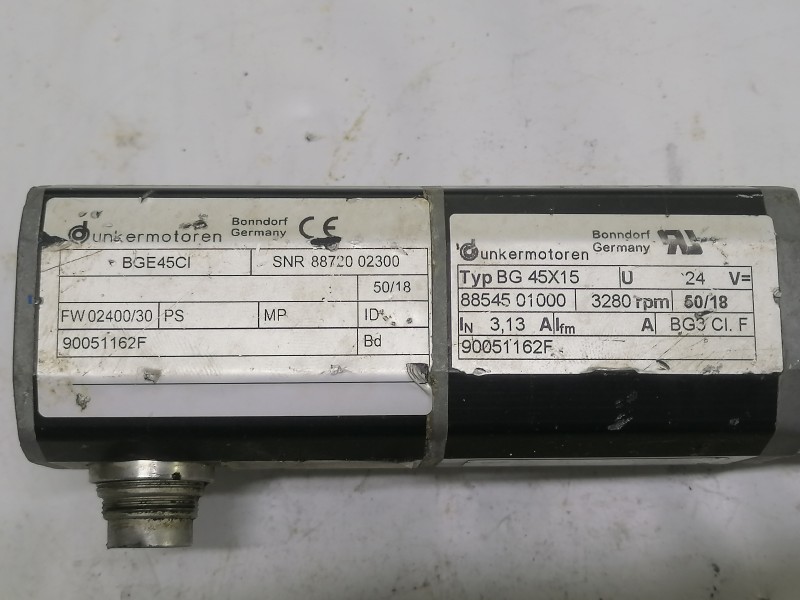 Dunkermotoren Bonndorf Germany CE
BGE45CI SNR 88720 02300
50/18
FW 02400/30 PS MP ID
90051162F Bd
Dunkermotoren Bonndorf Germany
Typ BG 45X15 U 24 V=
88545 01000 3280 rpm 50/18
IN 3,13 A Ifm A BG3 CI. F
90051162F